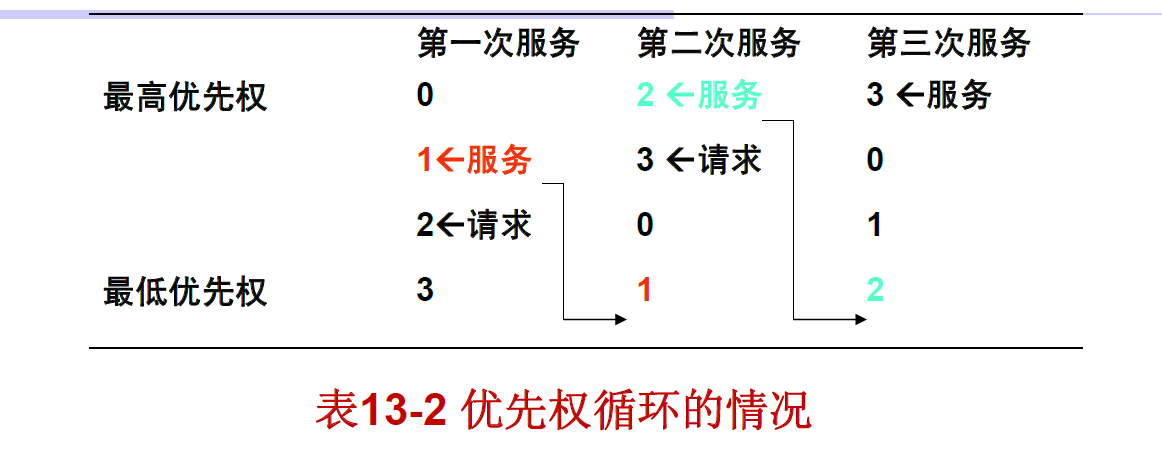 第一次服务 第二次服务 第三次服务
最高优先权 0 2 ←服务 3 ←服务
1←服务 3 ←请求 0
2←请求 0 1
最低优先权 3 1 2
表13-2 优先权循环的情况